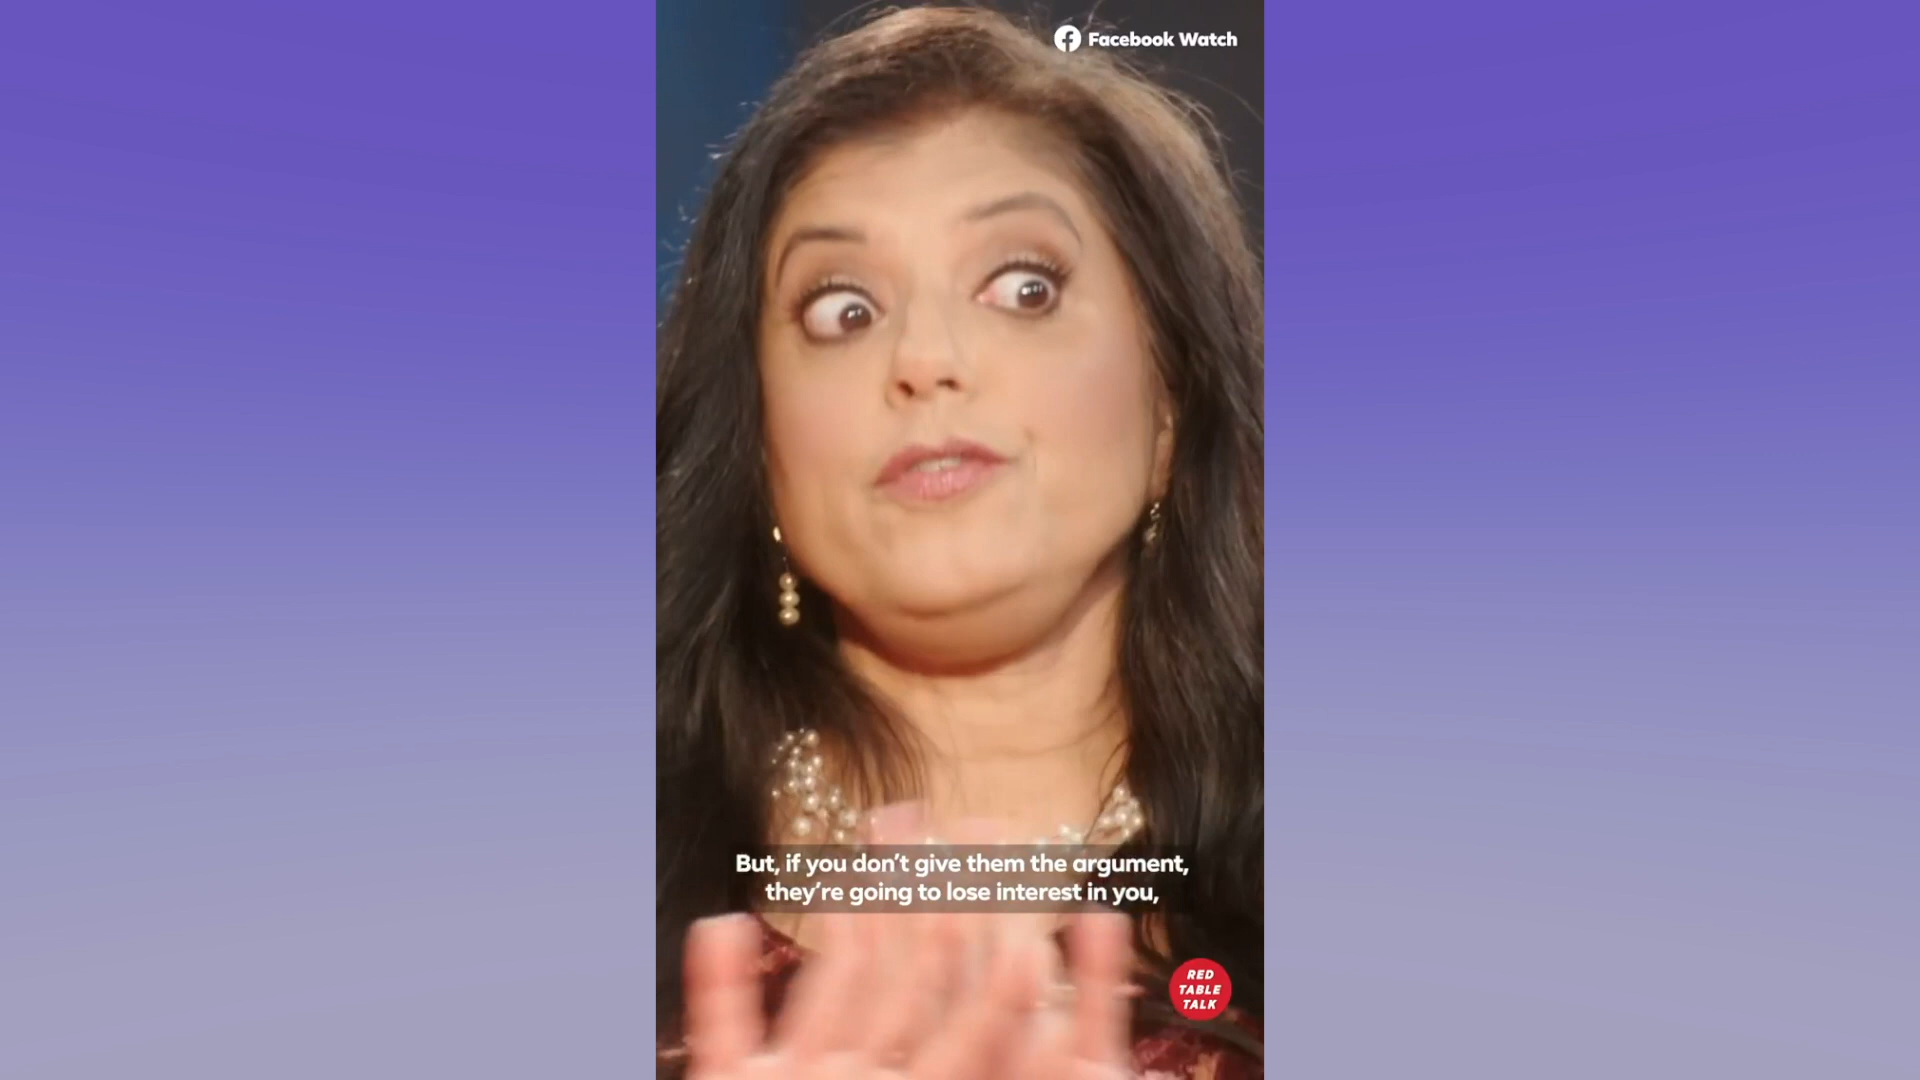 Facebook Watch
But, if you don't give them the argument,
they're going to lose interest in you,
RED
TABLE
TALK